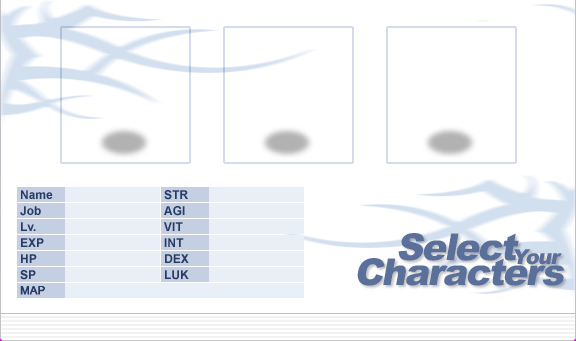 Name STR
Job AGI
Lv. VIT
EXP INT
HP DEX
SP LUK
MAP
Select Your
Characters